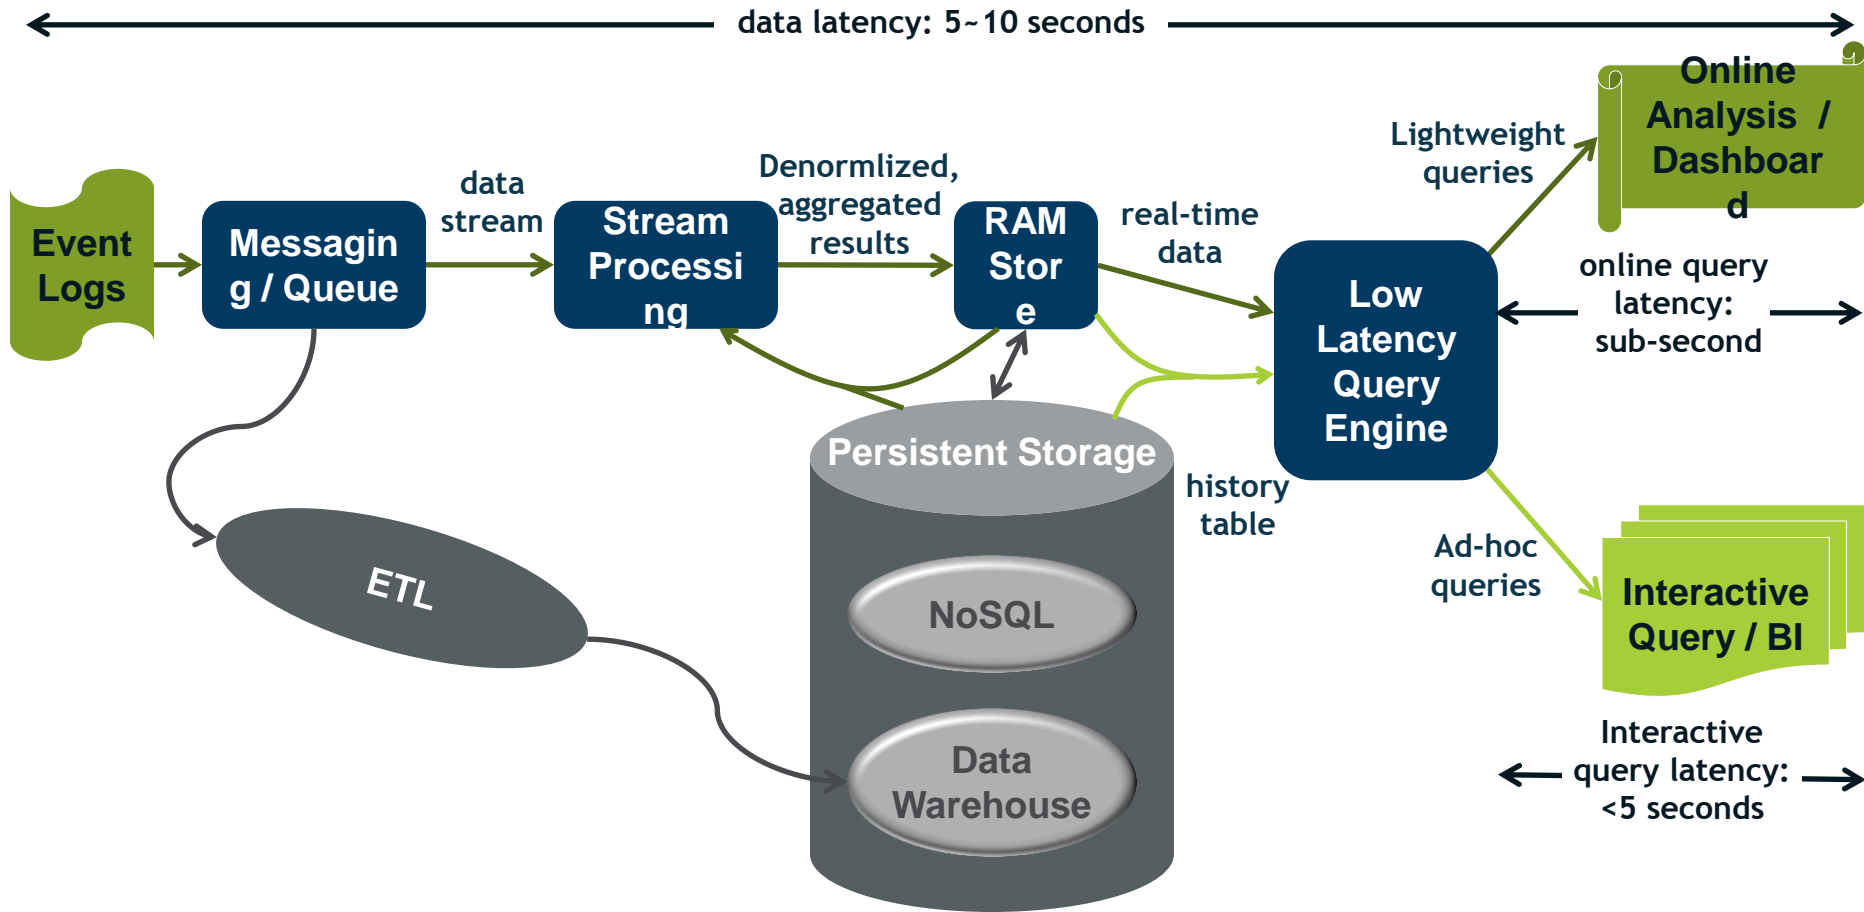 data latency: 5~10 seconds
Event
Logs
Messagin
g / Queue
data
stream
Stream
Processi
ng
Denormlized,
aggregated
results
RAM
Stor
e
real-time
data
Low
Latency
Query
Engine
Lightweight
queries
Online
Analysis /
Dashboar
d
online query
latency:
sub-second
Persistent Storage
history
table
NoSQL
Data
Warehouse
ETL
Ad-hoc
queries
Interactive
Query / BI
Interactive
query latency:
<5 seconds